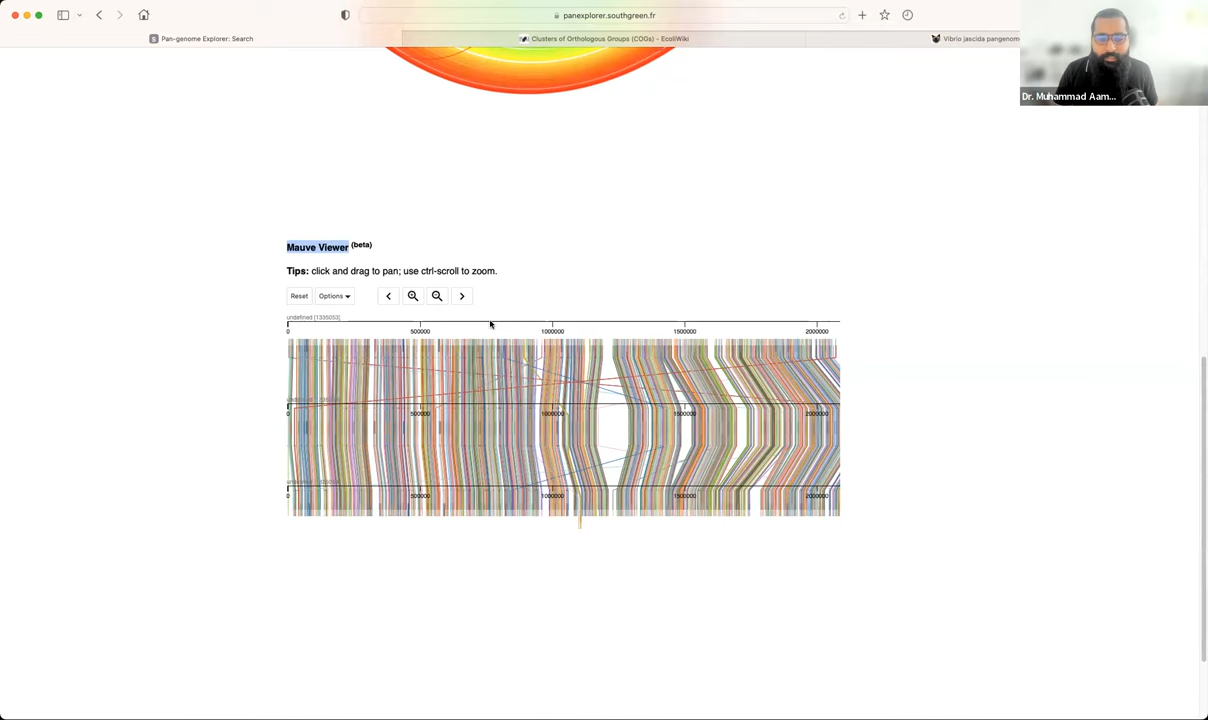 panexplorer.southgreen.fr
Pan-genome Explorer: Search
Clusters of Orthologous Groups (COGs) - EcoliWiki
Vibrio jascida pangenom
Dr. Muhammad Aam...
Mauve Viewer (beta)
Tips: click and drag to pan; use ctrl-scroll to zoom.
Reset Options
undefined [1335053]
0 500000 1000000 1500000 2000000
0 500000 1000000 1500000 2000000
0 500000 1000000 1500000 2000000